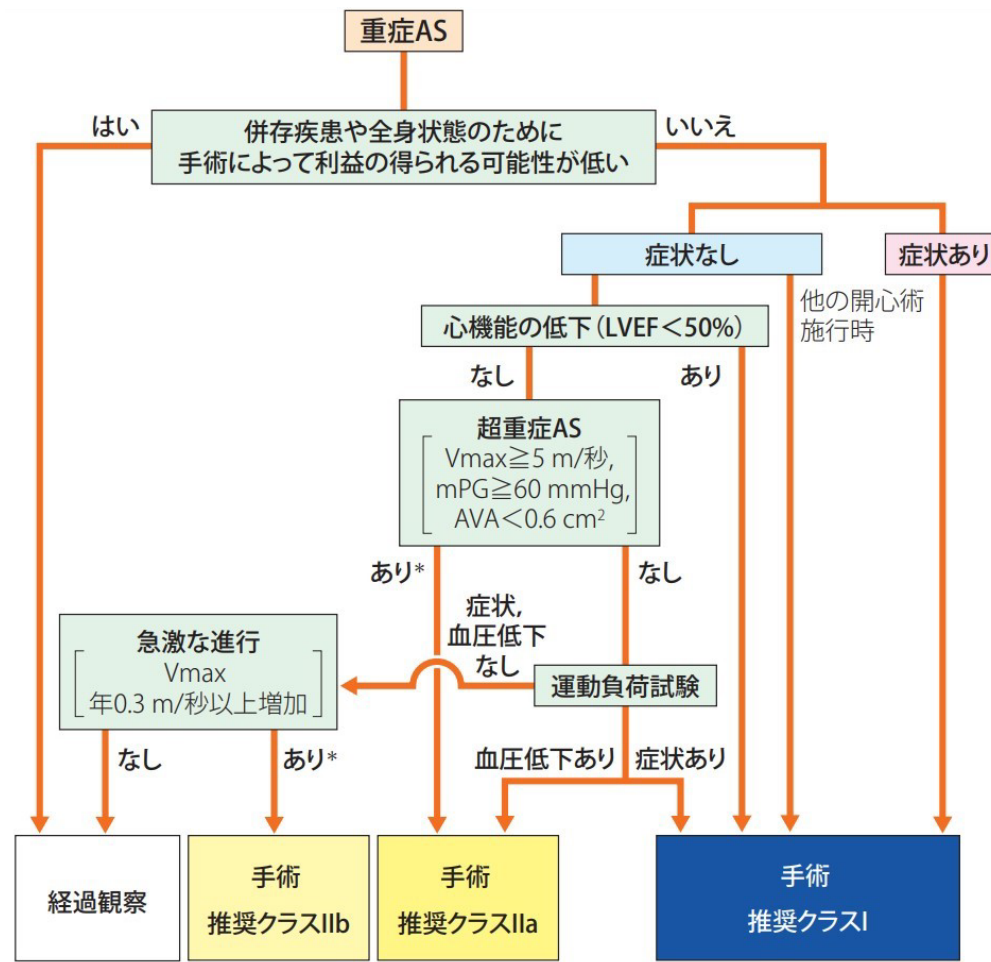 重症AS
はい
併存疾患や全身状態のために
手術によって利益の得られる可能性が低い
いいえ
症状なし
症状あり
他の開心術
施行時
心機能の低下（LVEF＜50%）
なし
あり
超重症AS
Vmax≧5 m/秒,
mPG≧60 mmHg,
AVA＜0.6 cm²
あり*
なし
症状,
血圧低下
なし
急激な進行
Vmax
年0.3 m/秒以上増加
運動負荷試験
なし
あり*
血圧低下あり
症状あり
経過観察
手術
推奨クラスIIb
手術
推奨クラスIIa
手術
推奨クラスI